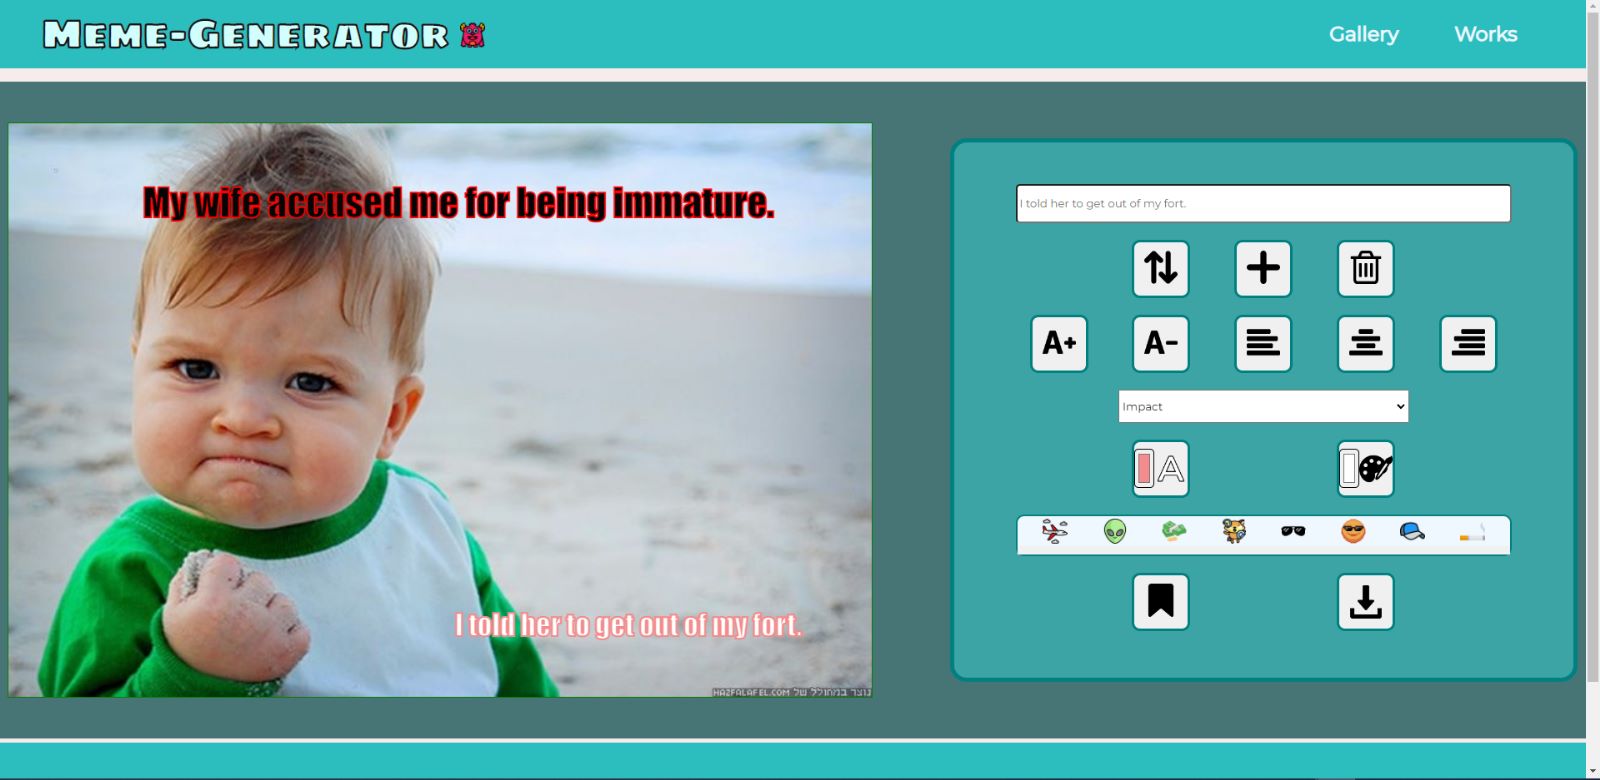 Meme-Generator
Gallery
Works
My wife accused me for being immature.
I told her to get out of my fort.
HAZFALAFEL.COM נוצר במחולל של
I told her to get out of my fort.
A+
A-
Impact
A